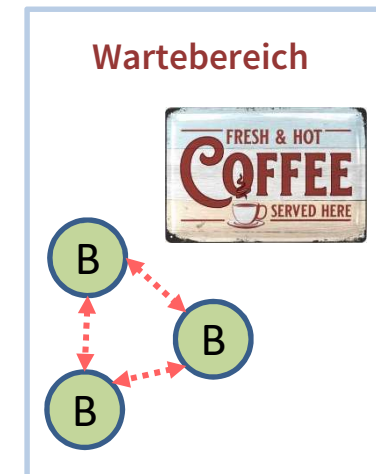 Wartebereich
FRESH & HOT
COFFEE
SERVED HERE
B
B
B